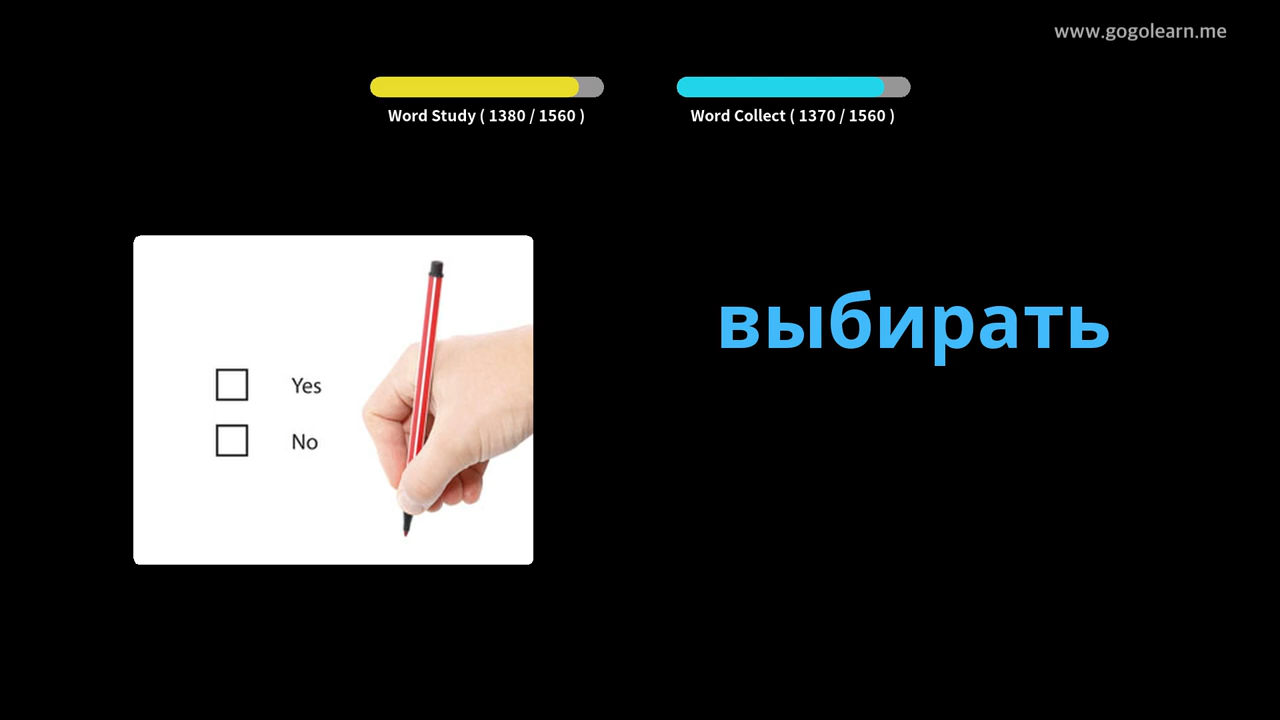 www.gogolearn.me
Word Study ( 1380 / 1560 )
Word Collect ( 1370 / 1560 )
выбирать
Yes
No